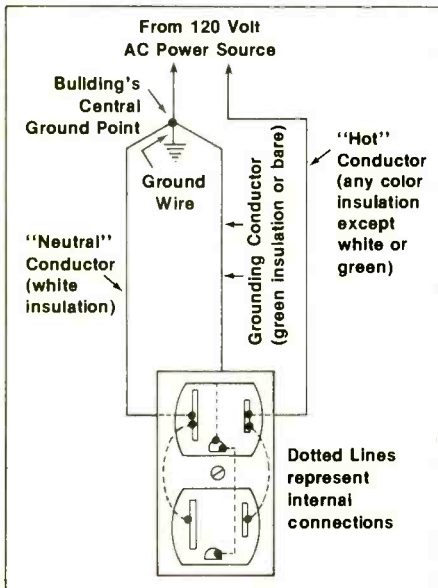 From 120 Volt
AC Power Source
Building's
Central
Ground Point
Ground
Wire
"Neutral"
Conductor
(white
insulation)
Grounding Conductor
(green insulation or bare)
"Hot"
Conductor
(any color
insulation
except
white or
green)
Dotted Lines
represent
internal
connections